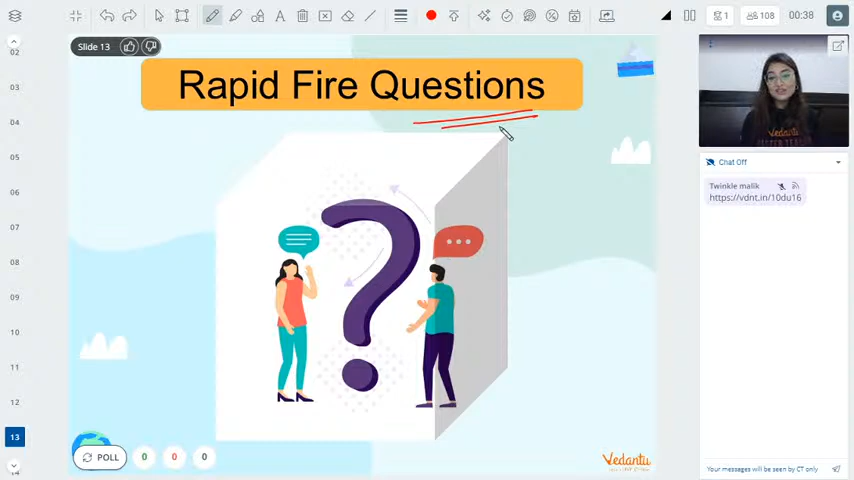 1
108
00:38
Slide 13
Rapid Fire Questions
02
03
04
05
06
07
08
09
10
11
12
13
Vedantu
Chat Off
Twinkle malik
https://vdnt.in/10du16
POLL
0
0
0
Vedantu
Your messages will be seen by CT only